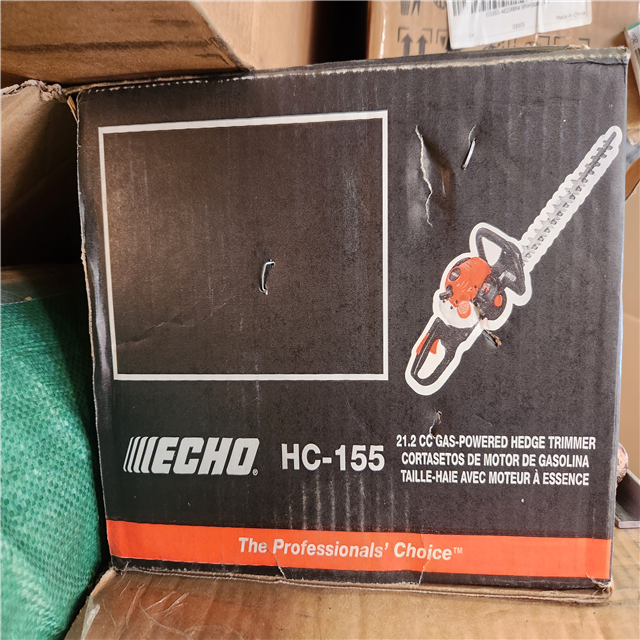 ECHO
HC-155
21.2 CC GAS-POWERED HEDGE TRIMMER
CORTASETOS DE MOTOR DE GASOLINA
TAILLE-HAIE AVEC MOTEUR À ESSENCE
The Professionals' Choice™